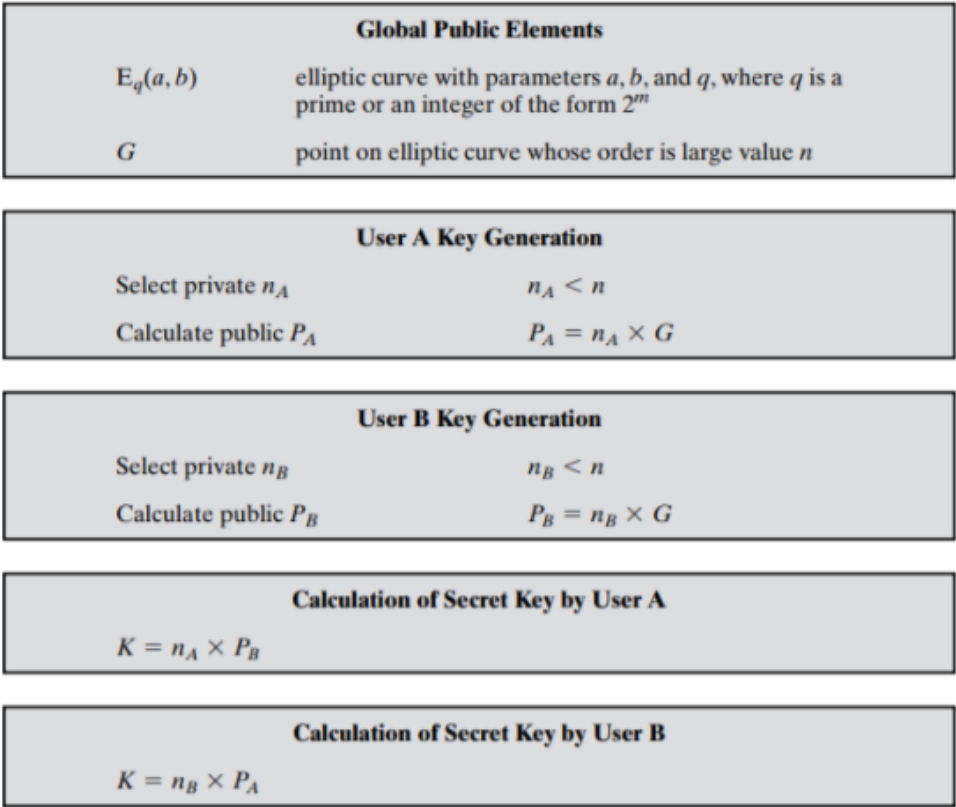 Global Public Elements
E_q(a, b) elliptic curve with parameters a, b, and q, where q is a
prime or an integer of the form 2^m
G point on elliptic curve whose order is large value n
User A Key Generation
Select private n_A n_A < n
Calculate public P_A P_A = n_A × G
User B Key Generation
Select private n_B n_B < n
Calculate public P_B P_B = n_B × G
Calculation of Secret Key by User A
K = n_A × P_B
Calculation of Secret Key by User B
K = n_B × P_A